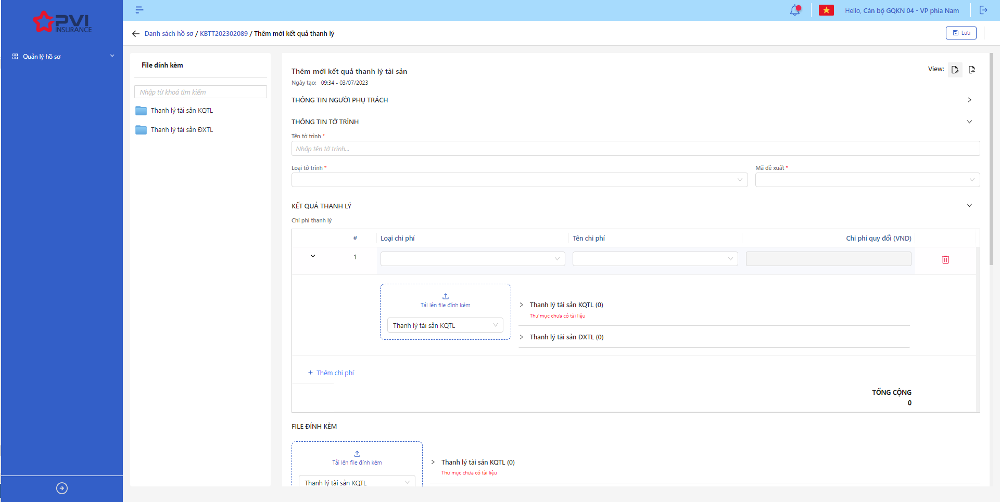 PVI
INSURANCE
Quản lý hồ sơ
Hello, Cán bộ GQKN 04 - VP phía Nam
Danh sách hồ sơ / KBTT202302089 / Thêm mới kết quả thanh lý
Lưu
File đính kèm
Nhập từ khoá tìm kiếm
Thanh lý tài sản KQTL
Thanh lý tài sản ĐXTL
Thêm mới kết quả thanh lý tài sản
Ngày tạo: 09:34 - 03/07/2023
View:
THÔNG TIN NGƯỜI PHỤ TRÁCH
THÔNG TIN TỜ TRÌNH
Tên tờ trình *
Nhập tên tờ trình...
Loại tờ trình *
Mã đề xuất *
KẾT QUẢ THANH LÝ
Chi phí thanh lý
# Loại chi phí Tên chi phí Chi phí quy đổi (VND)
1
Tải lên file đính kèm
Thanh lý tài sản KQTL
Thanh lý tài sản KQTL (0)
Thư mục chưa có tài liệu
Thanh lý tài sản ĐXTL (0)
+ Thêm chi phí
TỔNG CỘNG
0
FILE ĐÍNH KÈM
Tải lên file đính kèm
Thanh lý tài sản KQTL
Thanh lý tài sản KQTL (0)
Thư mục chưa có tài liệu